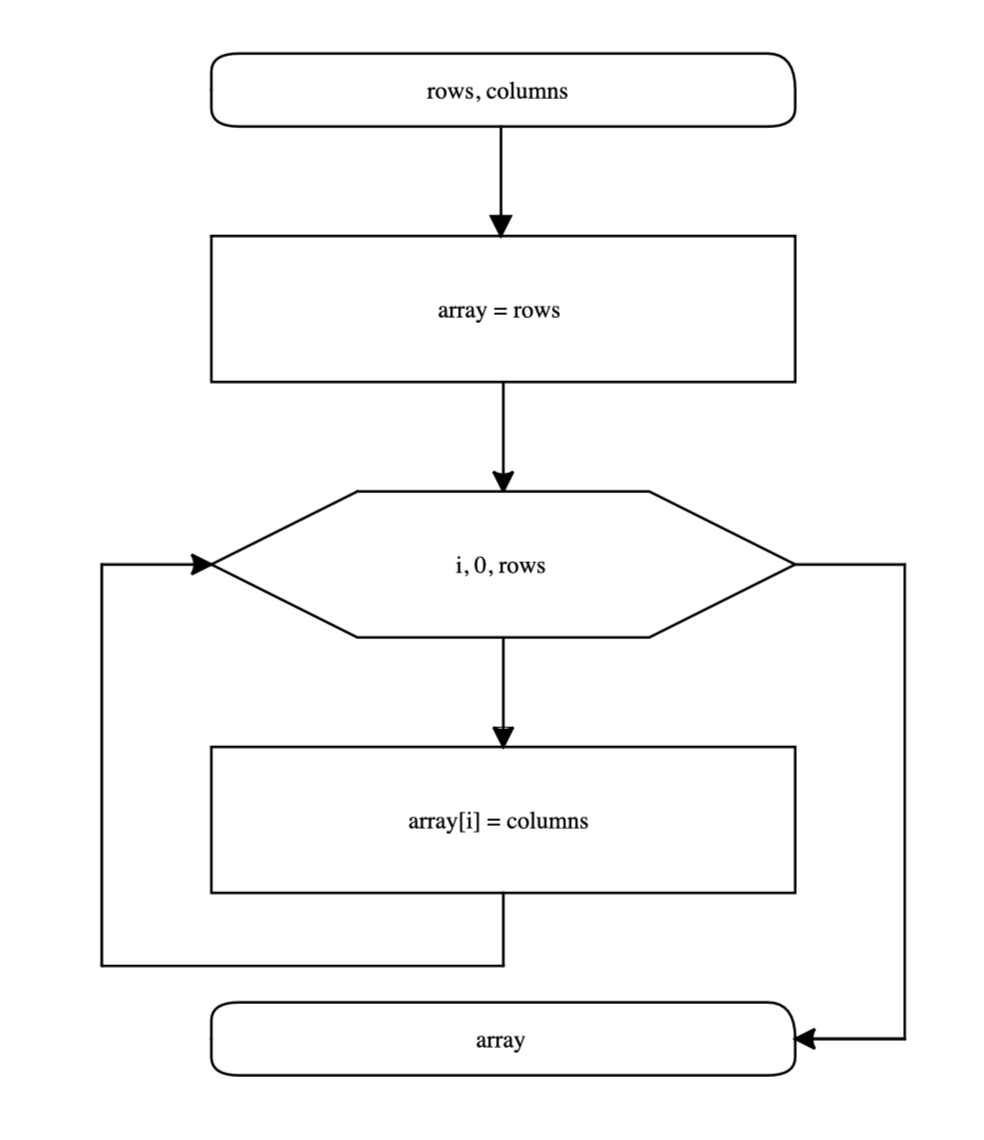 rows, columns
array = rows
i, 0, rows
array[i] = columns
array